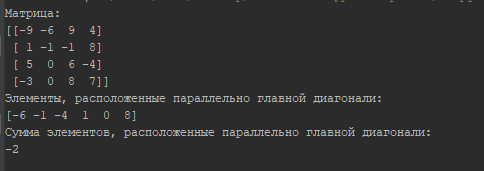 Матрица:
[[-9 -6  9  4]
 [ 1 -1 -1  8]
 [ 5  0  6 -4]
 [-3  0  8  7]]
Элементы, расположенные параллельно главной диагонали:
[-6 -1 -4  1  0  8]
Сумма элементов, расположенные параллельно главной диагонали:
-2